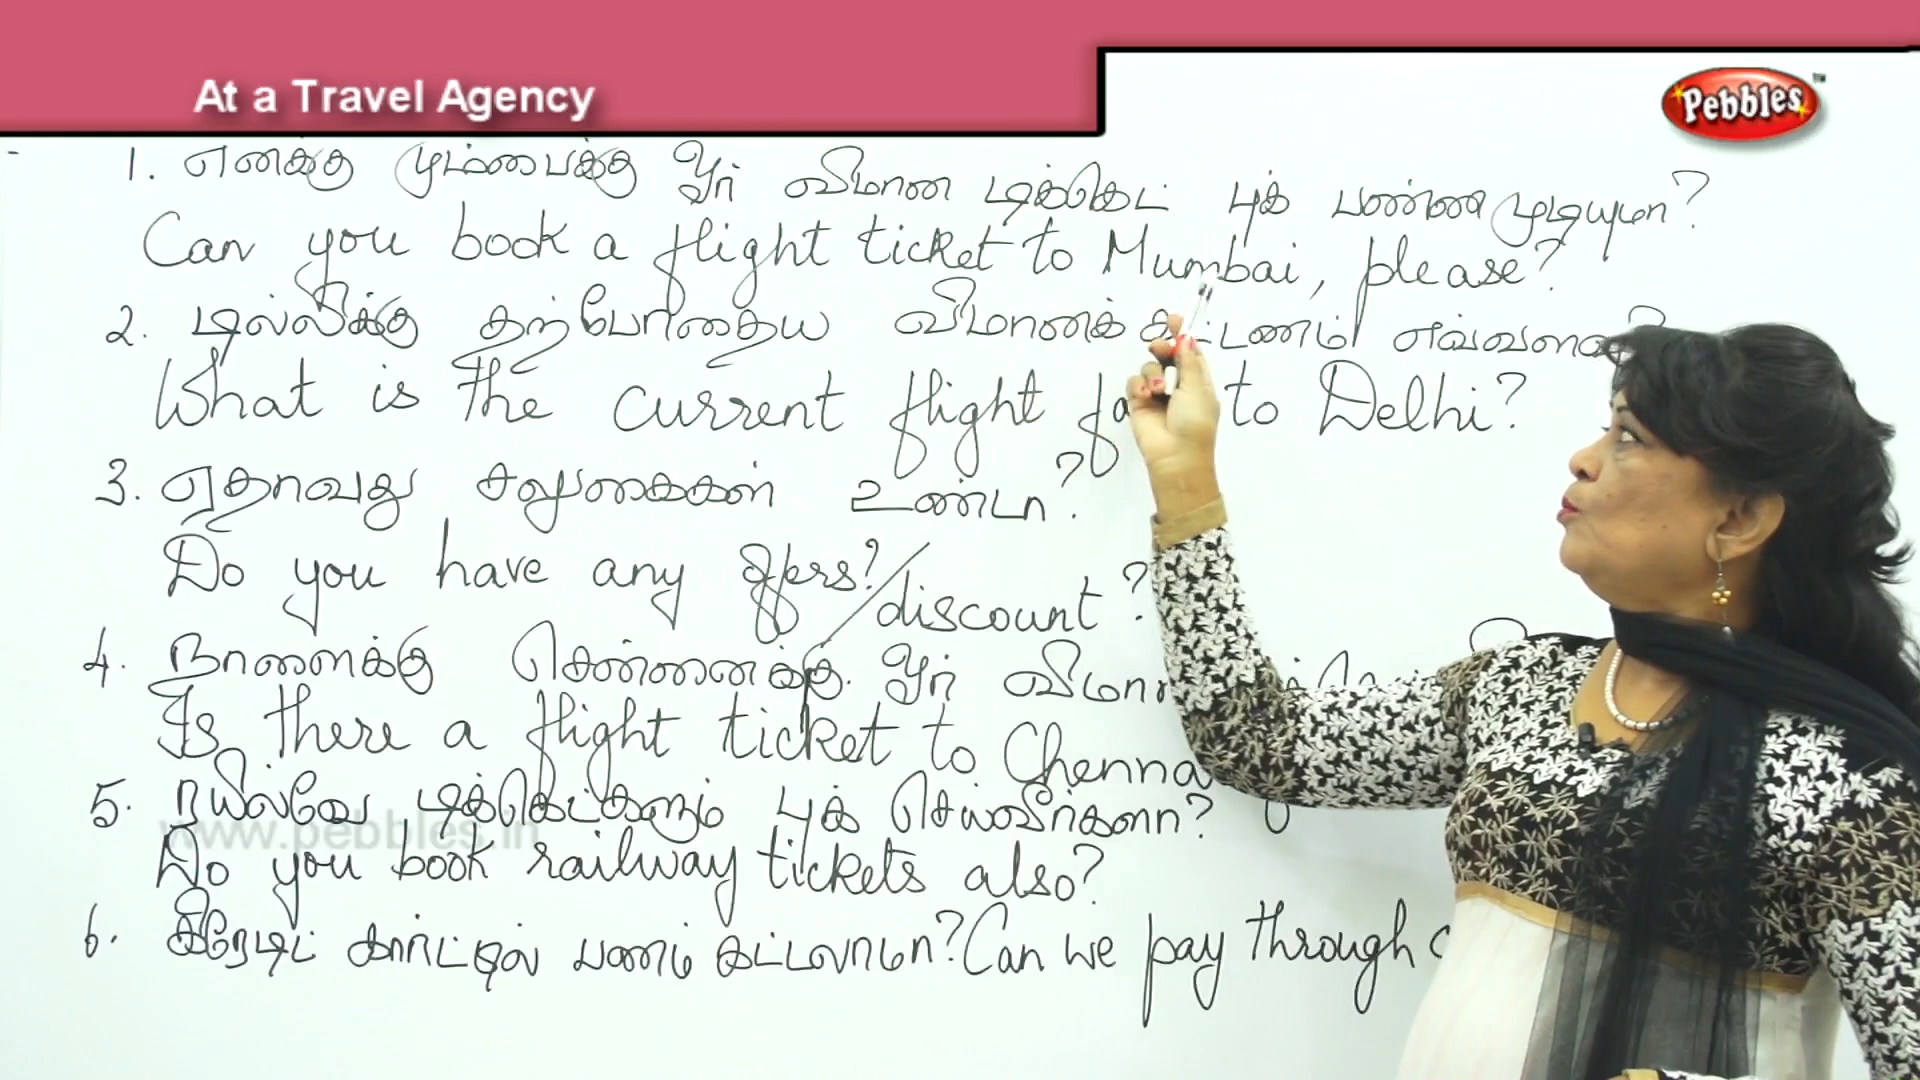 At a Travel Agency
Pebbles
1. எனக்கு மும்பைக்கு ஓர் விமான டிக்கெட் புக் பண்ண முடியுமா?
Can you book a flight ticket to Mumbai, please?
2. டில்லிக்கு தற்போதைய விமானக் கட்டணம் எவ்வளவு?
What is the current flight to Delhi?
3. ஏதாவது சலுகைகள் உண்டா?
Do you have any offers? / discount?
4. நாளைக்கு சென்னைக்கு ஓர்
Is there a flight ticket to
5. ரயில்வே டிக்கெட்களும் புக் செய்வீர்களா?
www.pebbles.in
Do you book railway tickets also?
6. கிரேடிட் கார்ட்டில் பணம் கட்டலாமா? Can we pay through